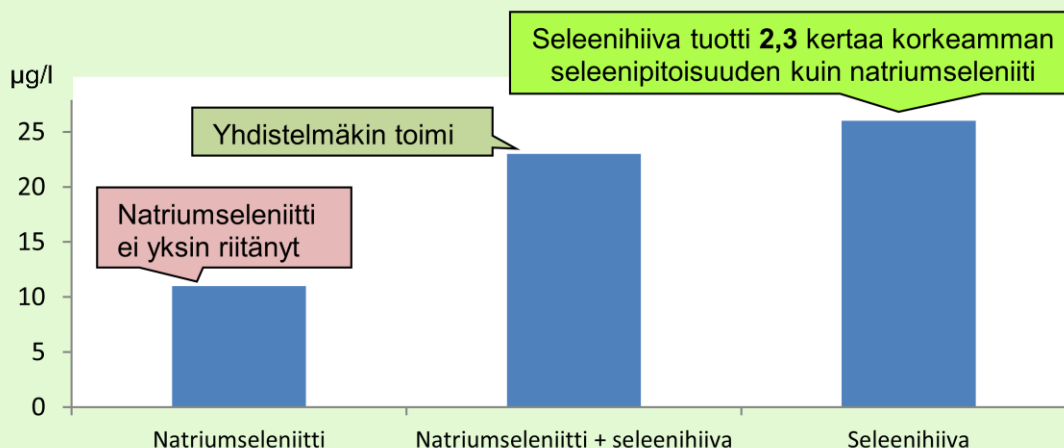 Seleenihiiva tuotti 2,3 kertaa korkeamman
seleenipitoisuuden kuin natriumseleniiti
µg/l
Yhdistelmäkin toimi
Natriumseleniitti
ei yksin riitänyt
25
20
15
10
5
0
Natriumseleniitti
Natriumseleniitti + seleenihiiva
Seleenihiiva